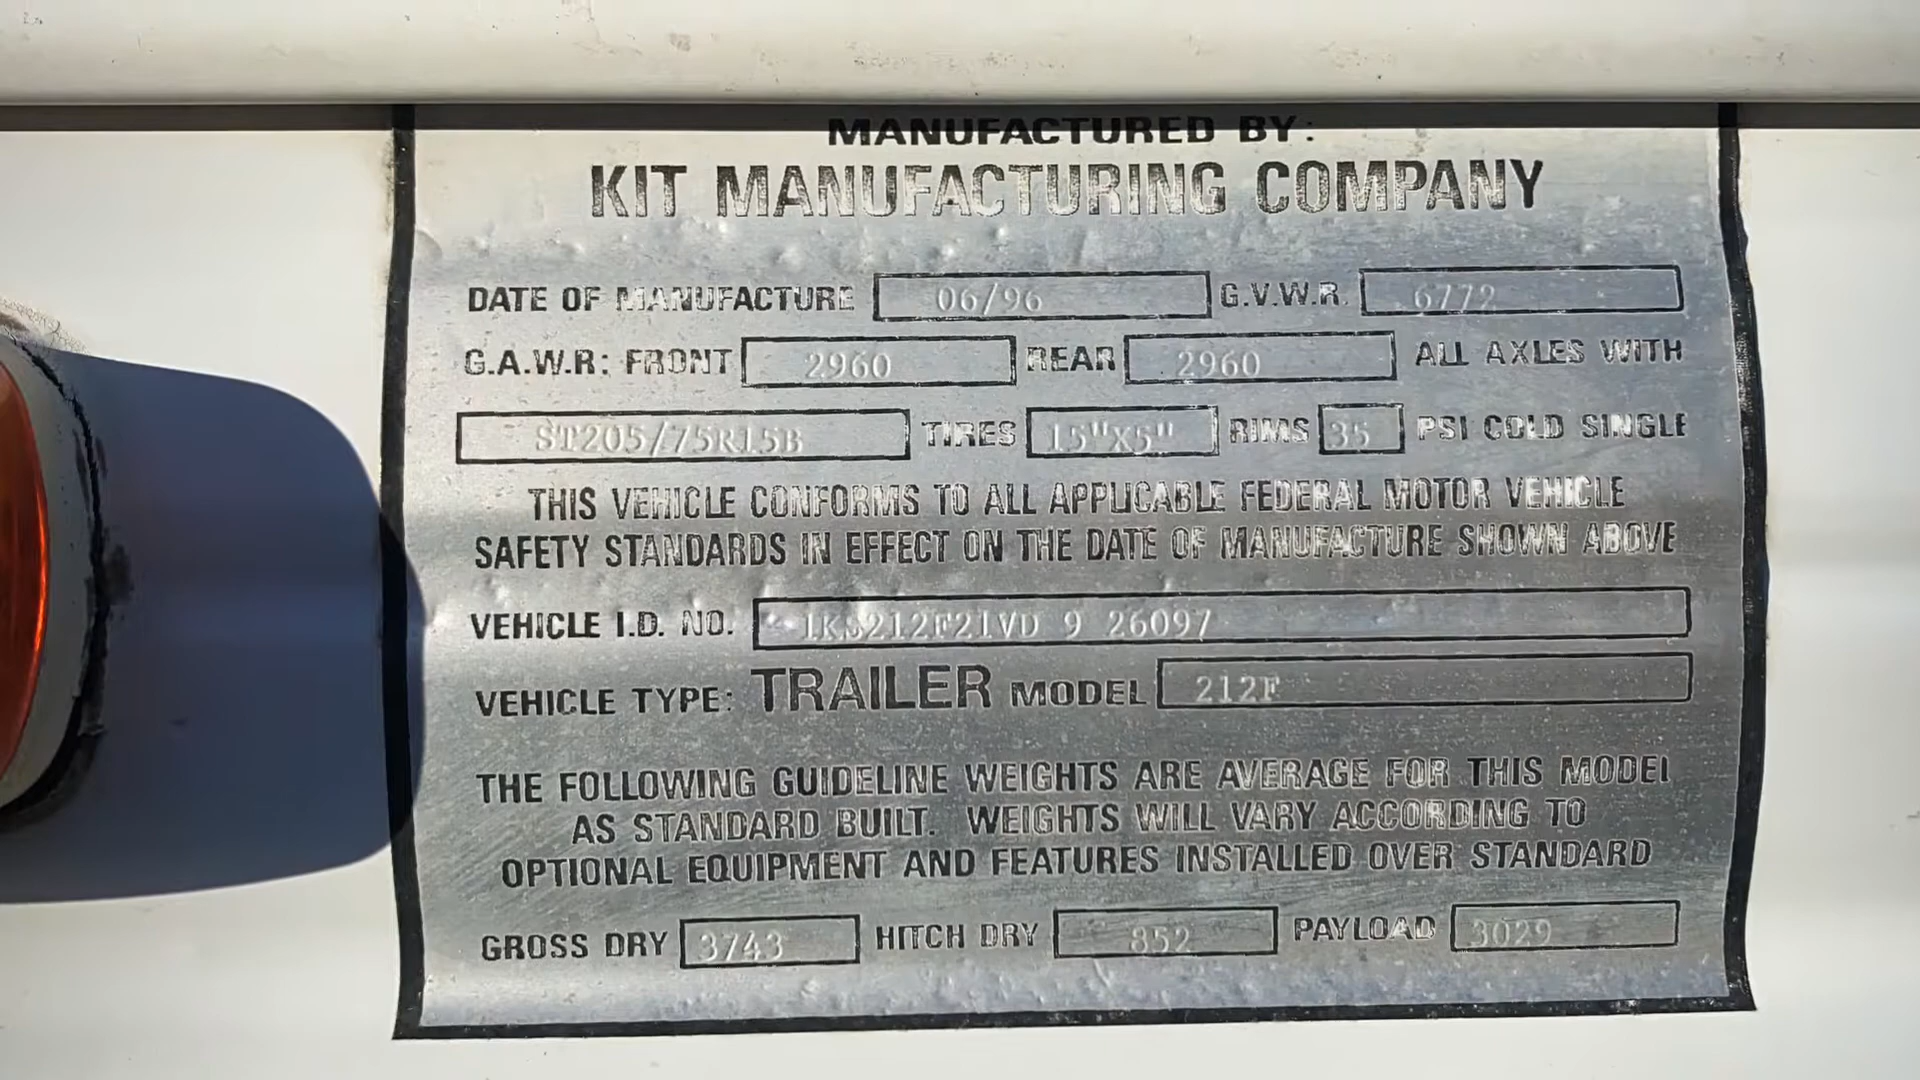 MANUFACTURED BY:
KIT MANUFACTURING COMPANY
DATE OF MANUFACTURE 06/96 G.V.W.R. 6772
G.A.W.R: FRONT 2960 REAR 2960 ALL AXLES WITH
ST205/75R15B TIRES 15"X5" RIMS 35 PSI COLD SINGLE
THIS VEHICLE CONFORMS TO ALL APPLICABLE FEDERAL MOTOR VEHICLE
SAFETY STANDARDS IN EFFECT ON THE DATE OF MANUFACTURE SHOWN ABOVE
VEHICLE I.D. NO. 9 26097
VEHICLE TYPE: TRAILER MODEL 212F
THE FOLLOWING GUIDELINE WEIGHTS ARE AVERAGE FOR THIS MODEL
AS STANDARD BUILT. WEIGHTS WILL VARY ACCORDING TO
OPTIONAL EQUIPMENT AND FEATURES INSTALLED OVER STANDARD
GROSS DRY 3743 HITCH DRY 852 PAYLOAD 3029